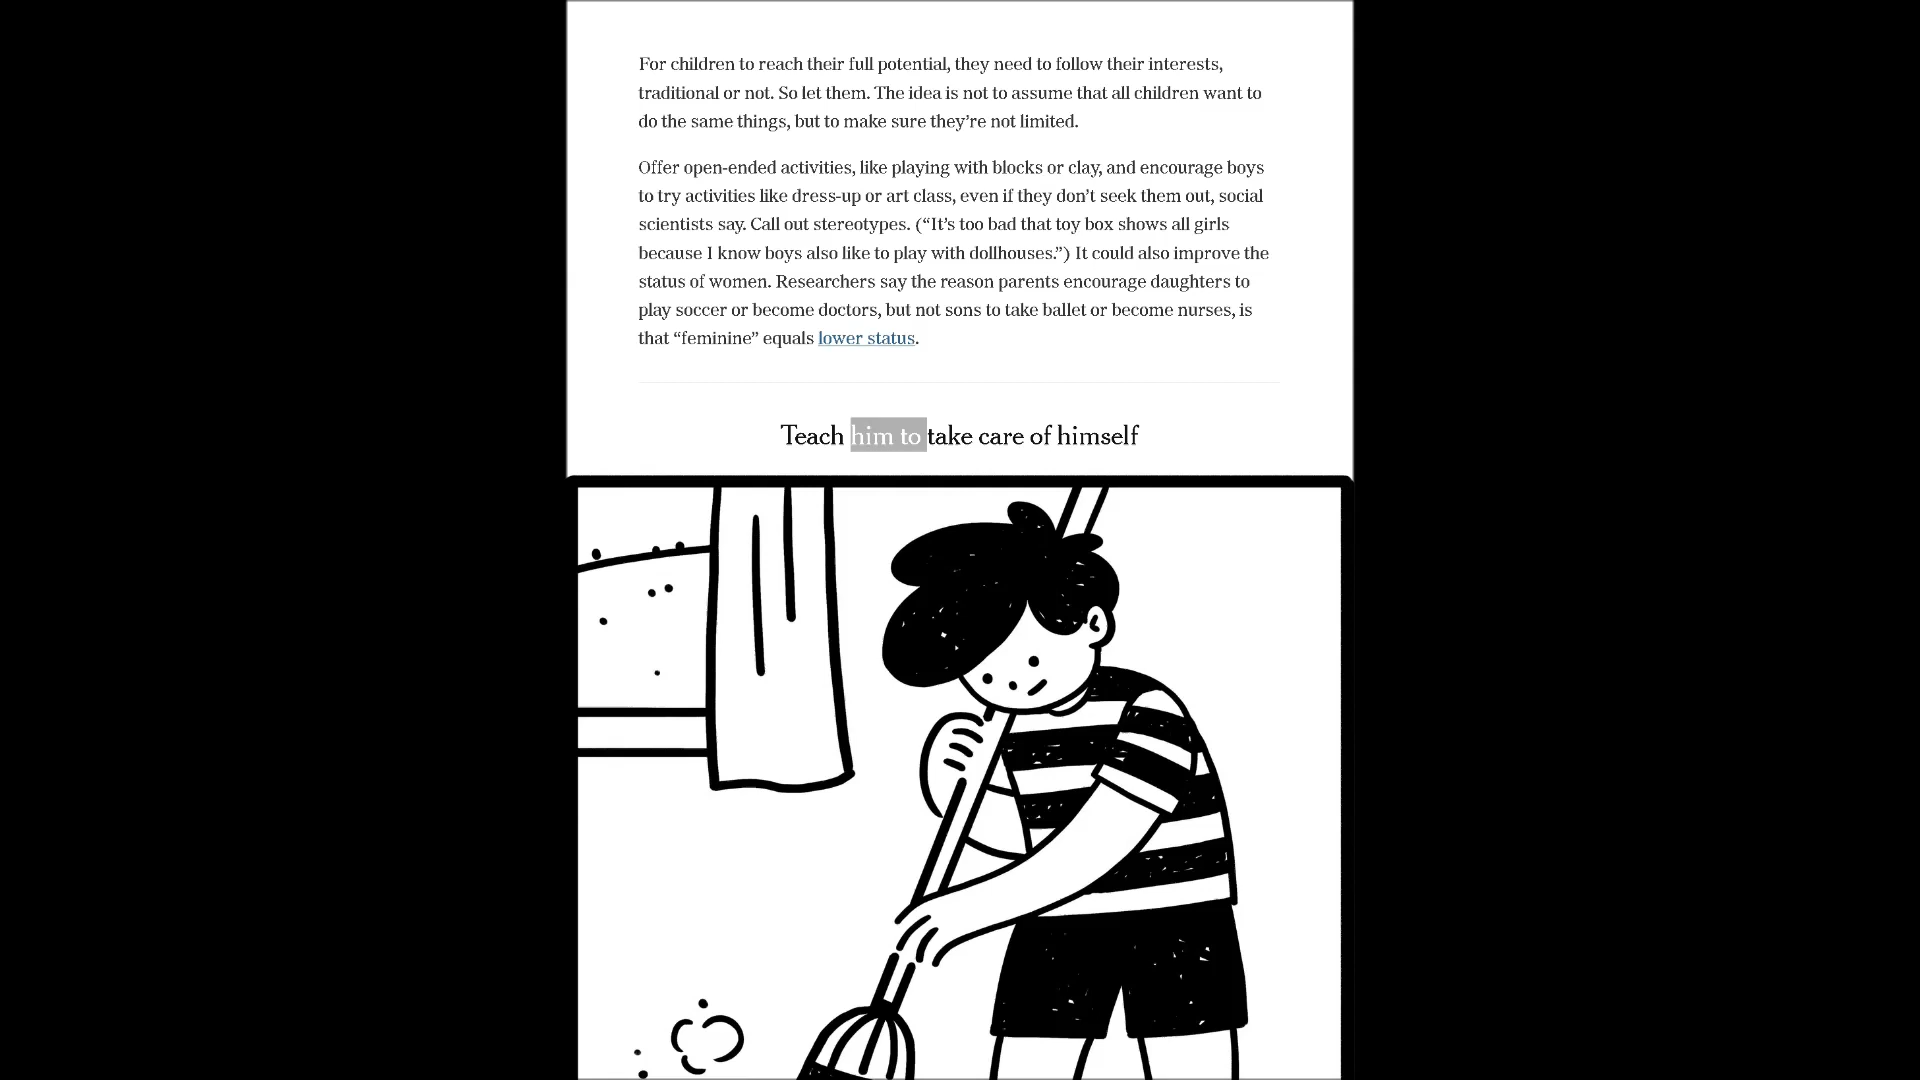 For children to reach their full potential, they need to follow their interests,
traditional or not. So let them. The idea is not to assume that all children want to
do the same things, but to make sure they’re not limited.
Offer open-ended activities, like playing with blocks or clay, and encourage boys
to try activities like dress-up or art class, even if they don’t seek them out, social
scientists say. Call out stereotypes. (“It’s too bad that toy box shows all girls
because I know boys also like to play with dollhouses.”) It could also improve the
status of women. Researchers say the reason parents encourage daughters to
play soccer or become doctors, but not sons to take ballet or become nurses, is
that “feminine” equals lower status.
Teach him to take care of himself